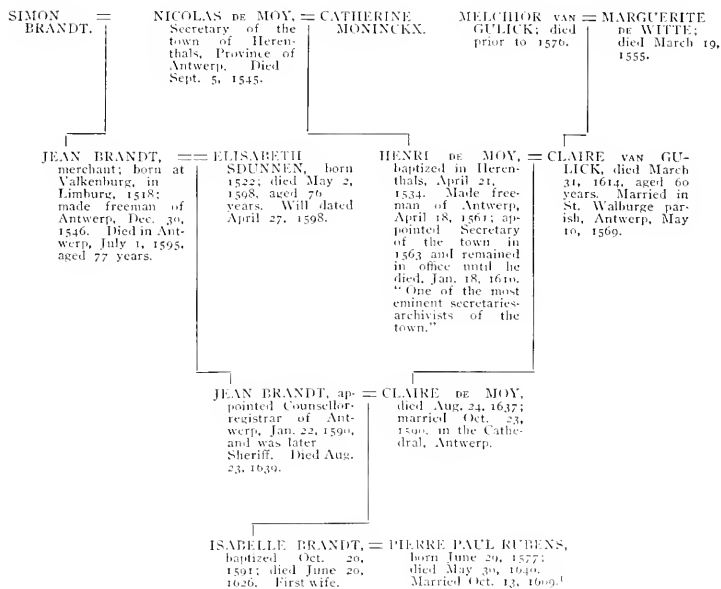 SIMON
BRANDT.
=
NICOLAS DE MOY,
Secretary of the
town of Heren-
thals, Province of
Antwerp. Died
Sept. 5, 1545.
=
CATHERINE
MONINCKX.
MELCHIOR VAN
GULICK; died
prior to 1576.
=
MARGUERITE
DE WITTE;
died March 19,
1555.
JEAN BRANDT,
merchant; born at
Valkenburg, in
Limburg, 1518;
made freeman of
Antwerp, Dec. 30,
1546. Died in Ant-
werp, July 1, 1595,
aged 77 years.
==
ELISABETH
SDUNNEN, born
1522; died May 2,
1598, aged 76
years. Will dated
April 27, 1598.
HENRI DE MOY,
baptized in Heren-
thals, April 21,
1534. Made free-
man of Antwerp,
April 18, 1561; ap-
pointed Secretary
of the town in
1563 and remained
in office until he
died, Jan. 18, 1610.
"One of the most
eminent secretaries-
archivists of the
town."
=
CLAIRE VAN GU-
LICK, died March
31, 1614, aged 60
years. Married in
St. Walburge par-
ish, Antwerp, May
10, 1569.
JEAN BRANDT, ap-
pointed Counsellor-
registrar of Ant-
werp, Jan. 22, 1590,
and was later
Sheriff. Died Aug.
23, 1639.
=
CLAIRE DE MOY,
died Aug. 24, 1637;
married Oct. 23,
1590, in the Cathe-
dral, Antwerp.
ISABELLE BRANDT,
baptized Oct. 20,
1591; died June 20,
1626. First wife.
=
PIERRE PAUL RUBENS,
born June 29, 1577;
died May 30, 1640.
Married Oct. 13, 1609.¹